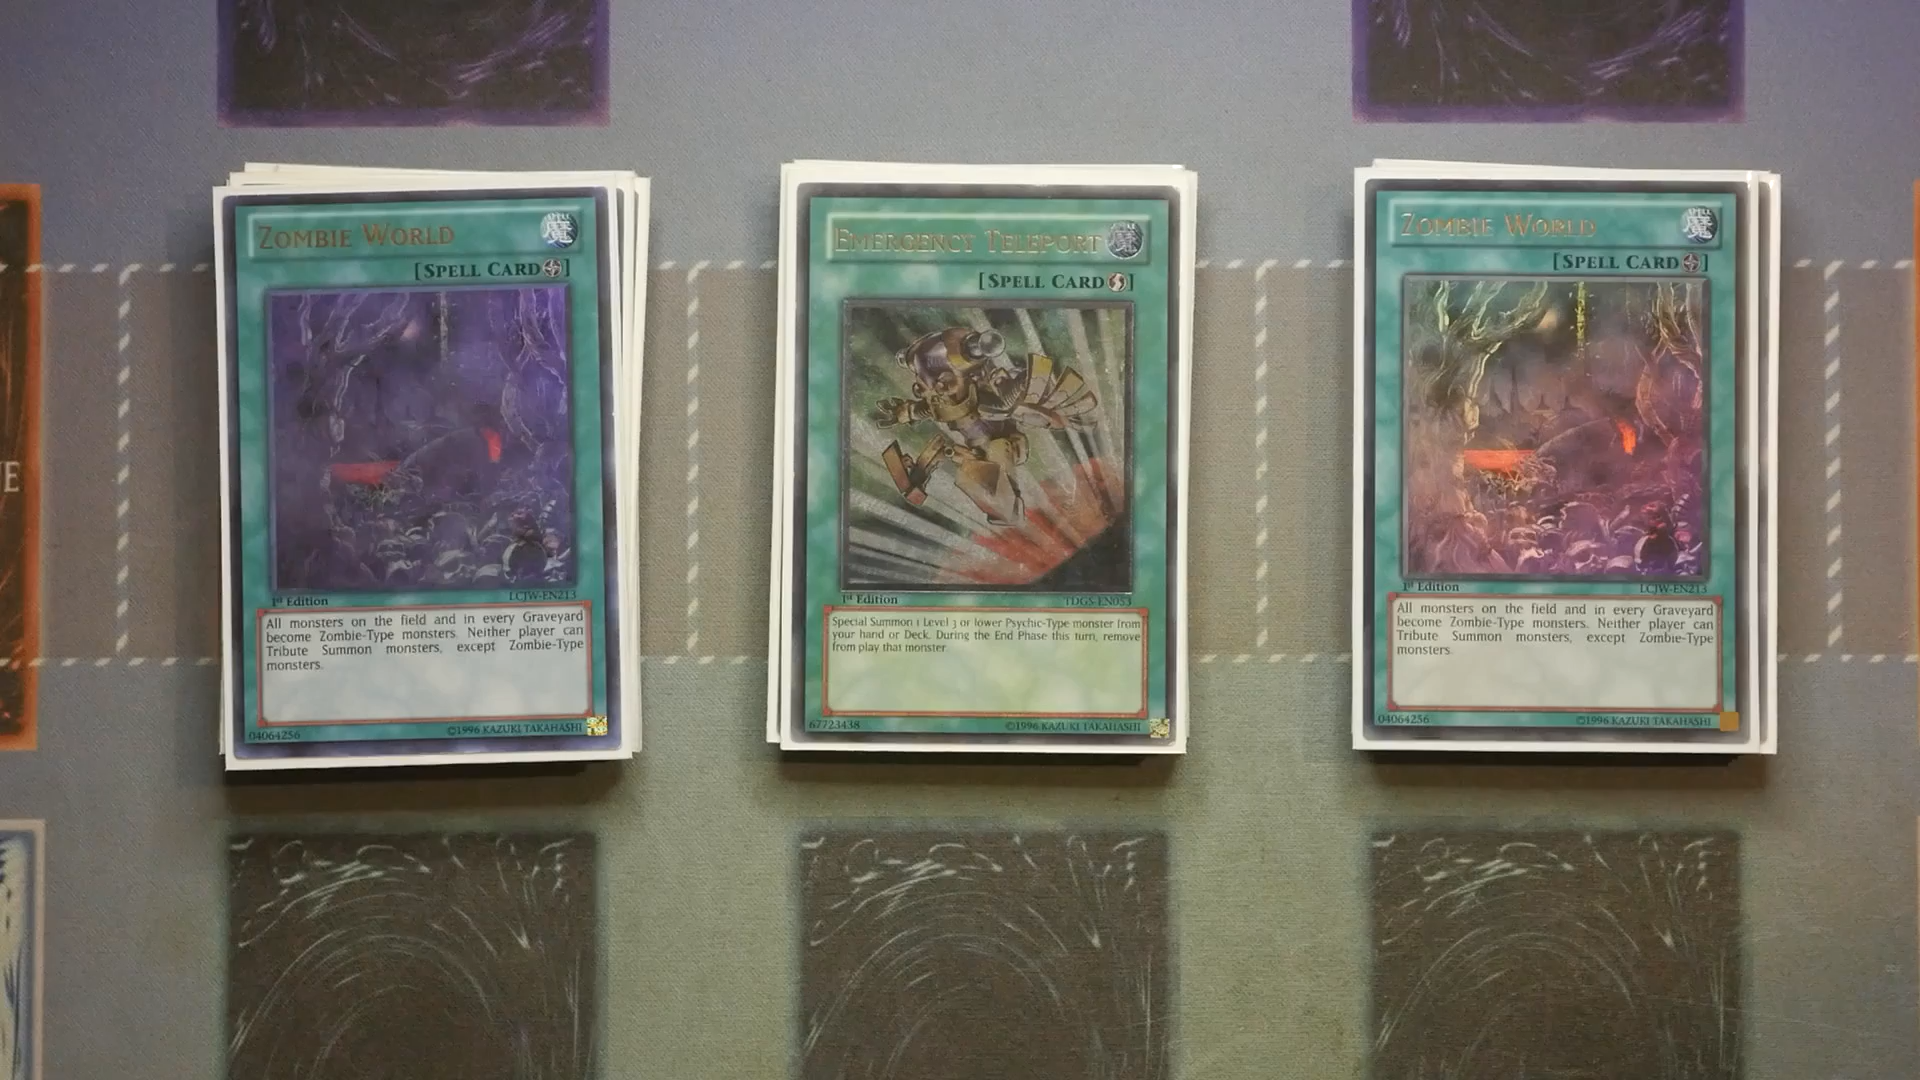 ZOMBIE WORLD
[SPELL CARD]
1st Edition
LCJW-EN213
All monsters on the field and in every Graveyard
become Zombie-Type monsters. Neither player can
Tribute Summon monsters, except Zombie-Type
monsters.
04064256
©1996 KAZUKI TAKAHASHI
EMERGENCY TELEPORT
[SPELL CARD]
1st Edition
TDGS-EN053
Special Summon 1 Level 3 or lower Psychic-Type monster from
your hand or Deck. During the End Phase this turn, remove
from play that monster.
67723438
©1996 KAZUKI TAKAHASHI
ZOMBIE WORLD
[SPELL CARD]
1st Edition
LCJW-EN213
All monsters on the field and in every Graveyard
become Zombie-Type monsters. Neither player can
Tribute Summon monsters, except Zombie-Type
monsters.
04064256
©1996 KAZUKI TAKAHASHI